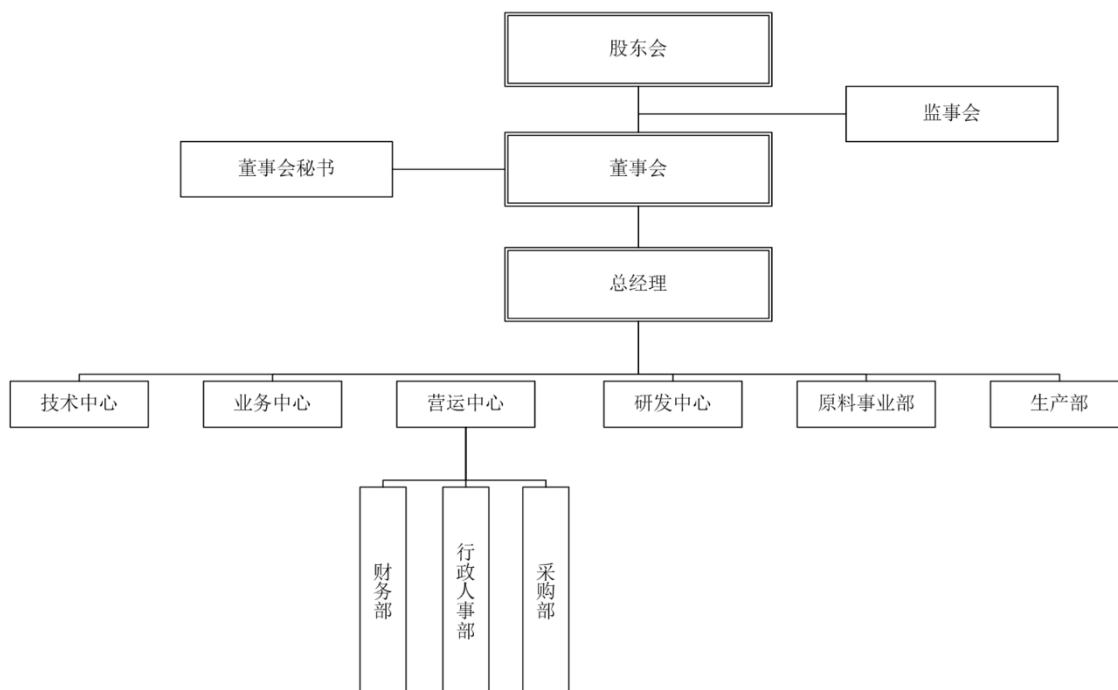 股东会
监事会
董事会秘书
董事会
总经理
技术中心
业务中心
营运中心
研发中心
原料事业部
生产部
财务部
行政人事部
采购部